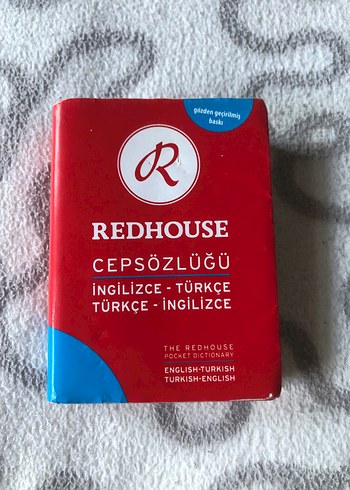 gözden geçirilmiş
baskı
R
REDHOUSE
CEPSÖZLÜĞÜ
İNGİLİZCE - TÜRKÇE
TÜRKÇE - İNGİLİZCE
THE REDHOUSE
POCKET DICTIONARY
ENGLISH-TURKISH
TURKISH-ENGLISH